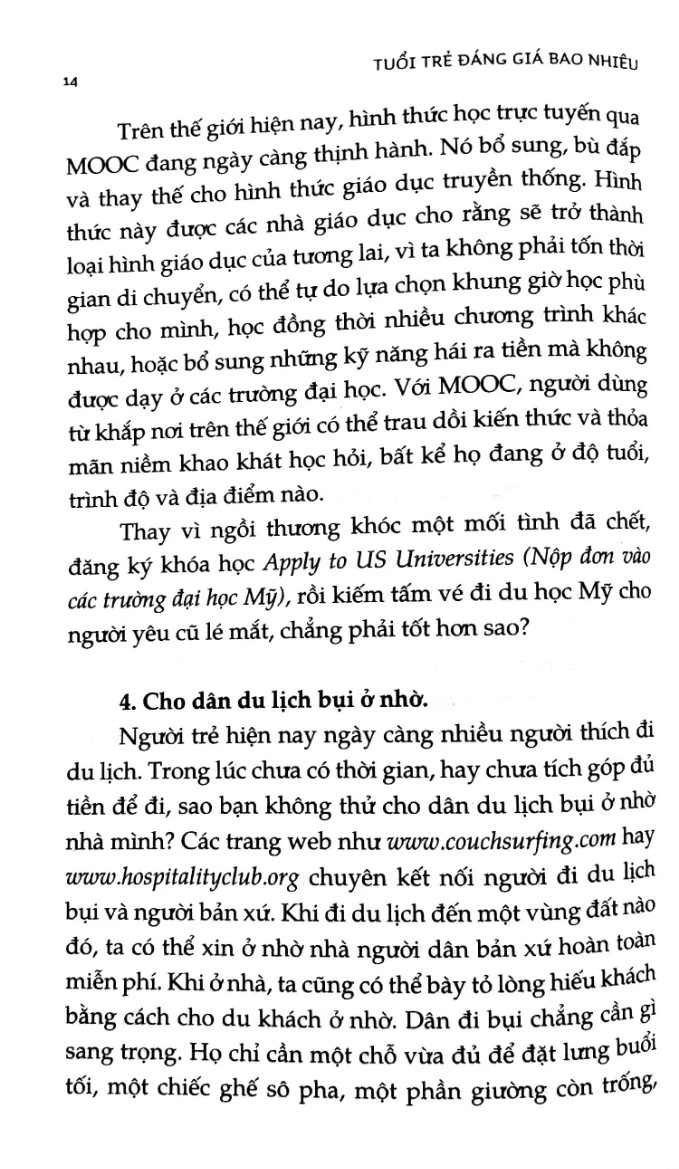 TUỔI TRẺ ĐÁNG GIÁ BAO NHIÊU
14
Trên thế giới hiện nay, hình thức học trực tuyến qua
MOOC đang ngày càng thịnh hành. Nó bổ sung, bù đắp
và thay thế cho hình thức giáo dục truyền thống. Hình
thức này được các nhà giáo dục cho rằng sẽ trở thành
loại hình giáo dục của tương lai, vì ta không phải tốn thời
gian di chuyển, có thể tự do lựa chọn khung giờ học phù
hợp cho mình, học đồng thời nhiều chương trình khác
nhau, hoặc bổ sung những kỹ năng hái ra tiền mà không
được dạy ở các trường đại học. Với MOOC, người dùng
từ khắp nơi trên thế giới có thể trau dồi kiến thức và thỏa
mãn niềm khao khát học hỏi, bất kể họ đang ở độ tuổi,
trình độ và địa điểm nào.
Thay vì ngồi thương khóc một mối tình đã chết,
đăng ký khóa học Apply to US Universities (Nộp đơn vào
các trường đại học Mỹ), rồi kiếm tấm vé đi du học Mỹ cho
người yêu cũ lé mắt, chẳng phải tốt hơn sao?
4. Cho dân du lịch bụi ở nhờ.
Người trẻ hiện nay ngày càng nhiều người thích đi
du lịch. Trong lúc chưa có thời gian, hay chưa tích góp đủ
tiền để đi, sao bạn không thử cho dân du lịch bụi ở nhờ
nhà mình? Các trang web như www.couchsurfing.com hay
www.hospitalityclub.org chuyên kết nối người đi du lịch
bụi và người bản xứ. Khi đi du lịch đến một vùng đất nào
đó, ta có thể xin ở nhờ nhà người dân bản xứ hoàn toàn
miễn phí. Khi ở nhà, ta cũng có thể bày tỏ lòng hiếu khách
bằng cách cho du khách ở nhờ. Dân đi bụi chẳng cần gì
sang trọng. Họ chỉ cần một chỗ vừa đủ để đặt lưng buổi
tối, một chiếc ghế sô pha, một phần giường còn trống,